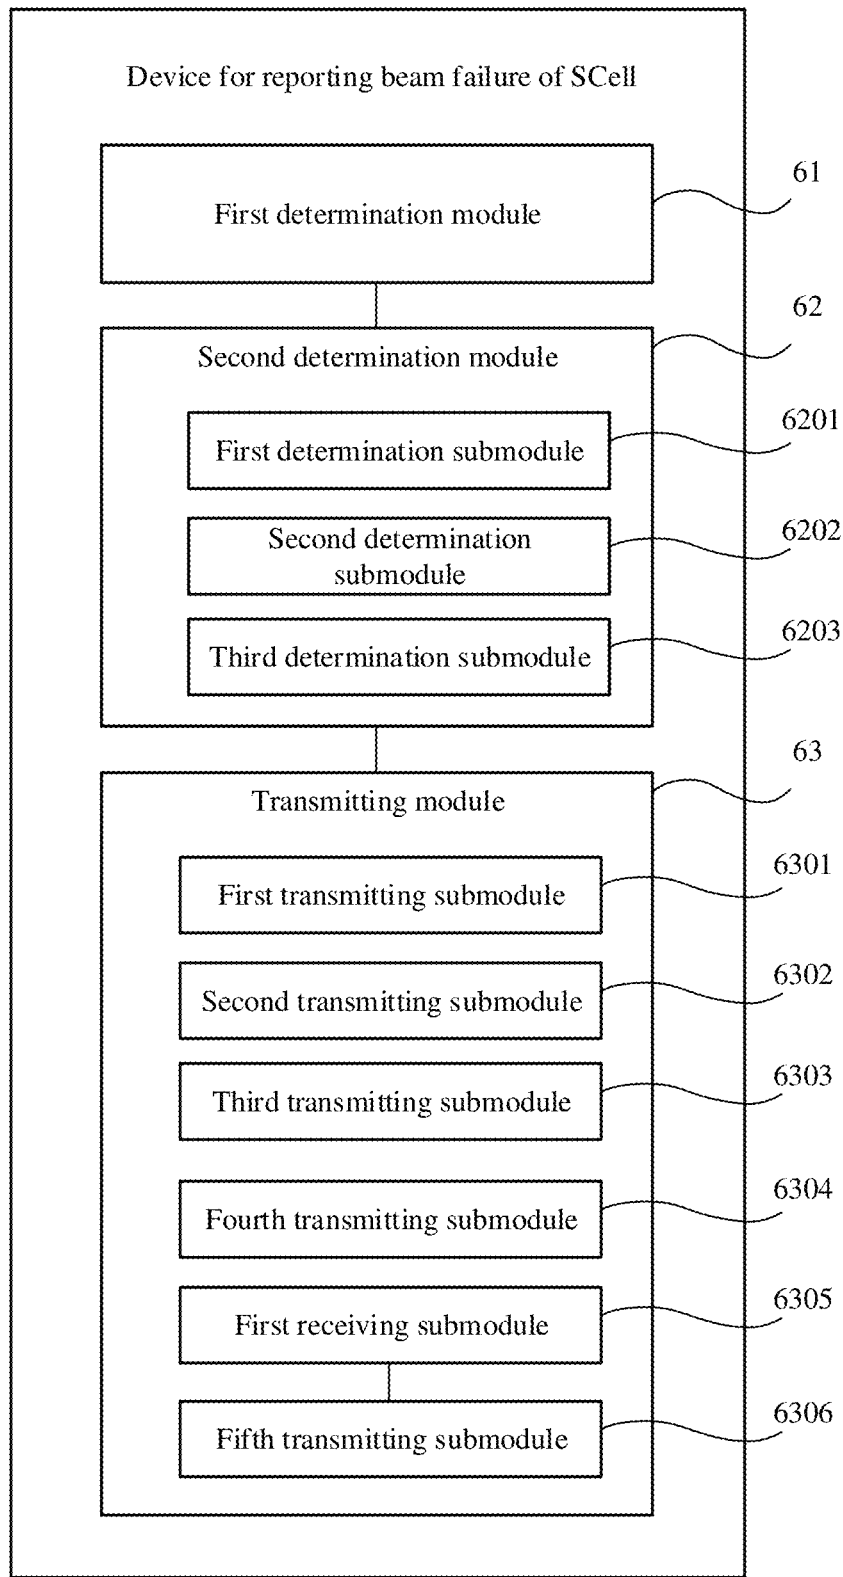 Device for reporting beam failure of SCell
First determination module
61
Second determination module
62
First determination submodule
6201
Second determination
submodule
6202
Third determination submodule
6203
Transmitting module
63
First transmitting submodule
6301
Second transmitting submodule
6302
Third transmitting submodule
6303
Fourth transmitting submodule
6304
First receiving submodule
6305
Fifth transmitting submodule
6306